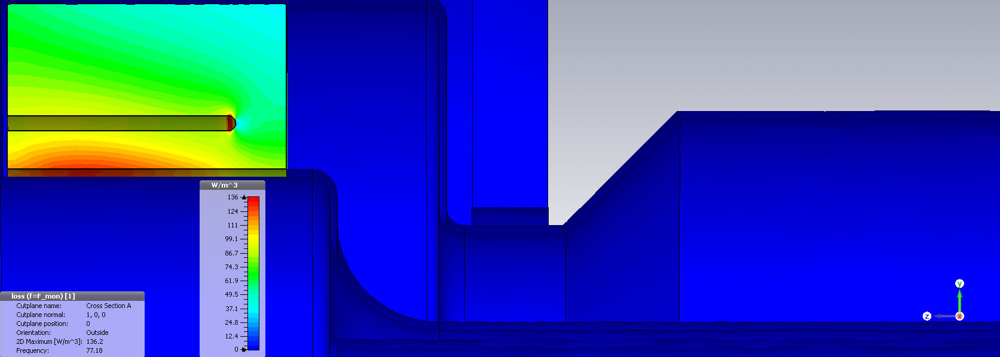 W/m^3
136
124
111
99.1
86.7
74.3
61.9
49.5
37.1
24.8
12.4
0
loss (f=F_mon) [1]
Cutplane name: Cross Section A
Cutplane normal: 1, 0, 0
Cutplane position: 0
Orientation: Outside
2D Maximum [W/m^3]: 136.2
Frequency: 77.18
y
z
x